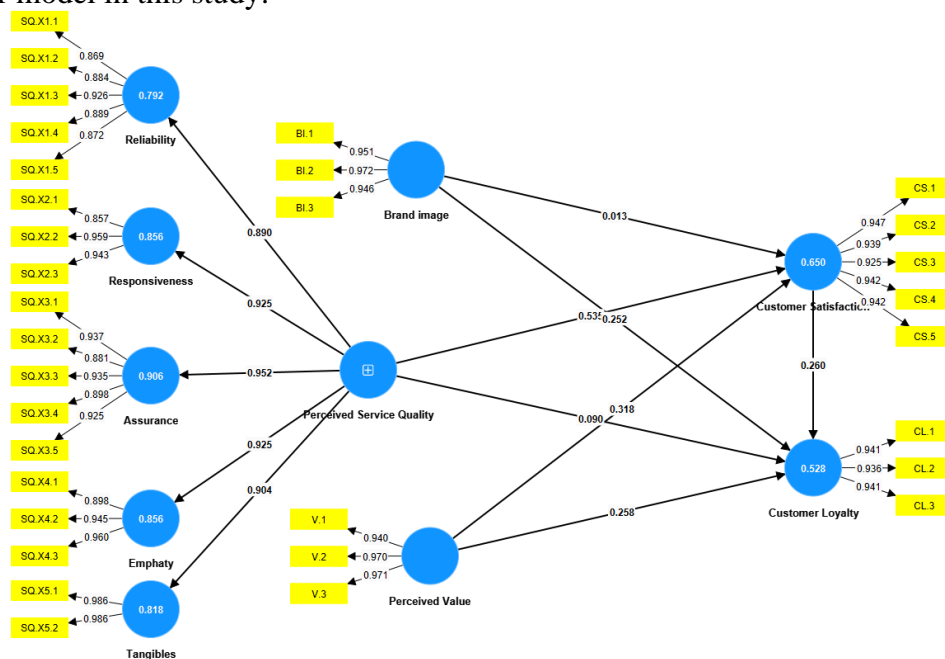 r model in this study.
SQ.X1.1
SQ.X1.2
SQ.X1.3
SQ.X1.4
SQ.X1.5
0.869
0.884
0.926
0.889
0.872
0.792
Reliability
SQ.X2.1
SQ.X2.2
SQ.X2.3
0.857
0.959
0.943
0.856
Responsiveness
SQ.X3.1
SQ.X3.2
SQ.X3.3
SQ.X3.4
SQ.X3.5
0.937
0.881
0.935
0.898
0.925
0.906
Assurance
SQ.X4.1
SQ.X4.2
SQ.X4.3
0.898
0.945
0.960
0.856
Emphaty
SQ.X5.1
SQ.X5.2
0.986
0.986
0.818
Tangibles
0.890
0.925
0.952
0.925
0.904
Perceived Service Quality
BI.1
BI.2
BI.3
0.951
0.972
0.946
Brand image
V.1
V.2
V.3
0.940
0.970
0.971
Perceived Value
0.013
0.252
0.090
0.318
0.258
0.260
0.650
Customer Satisfactio...
CS.1
CS.2
CS.3
CS.4
CS.5
0.947
0.939
0.925
0.942
0.942
0.528
Customer Loyalty
CL.1
CL.2
CL.3
0.941
0.936
0.941